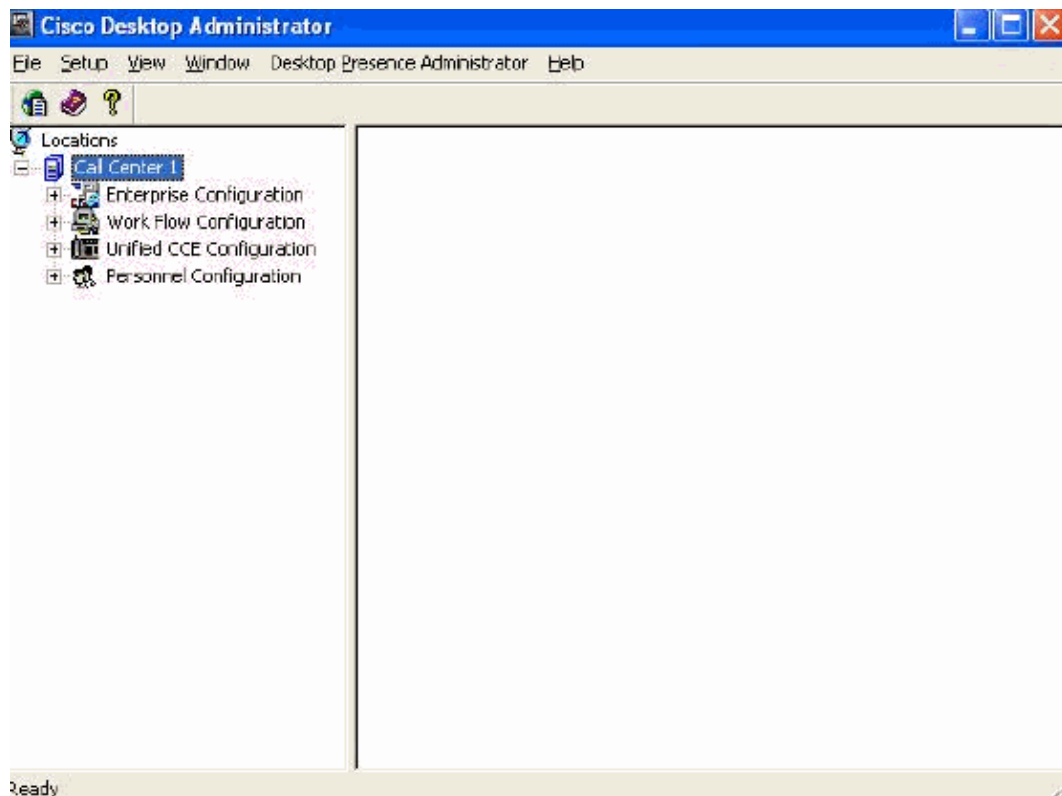 Cisco Desktop Administrator
File Setup View Window Desktop Presence Administrator Help
Locations
Call Center 1
Enterprise Configuration
Work Flow Configuration
Unified CCE Configuration
Personnel Configuration
Ready